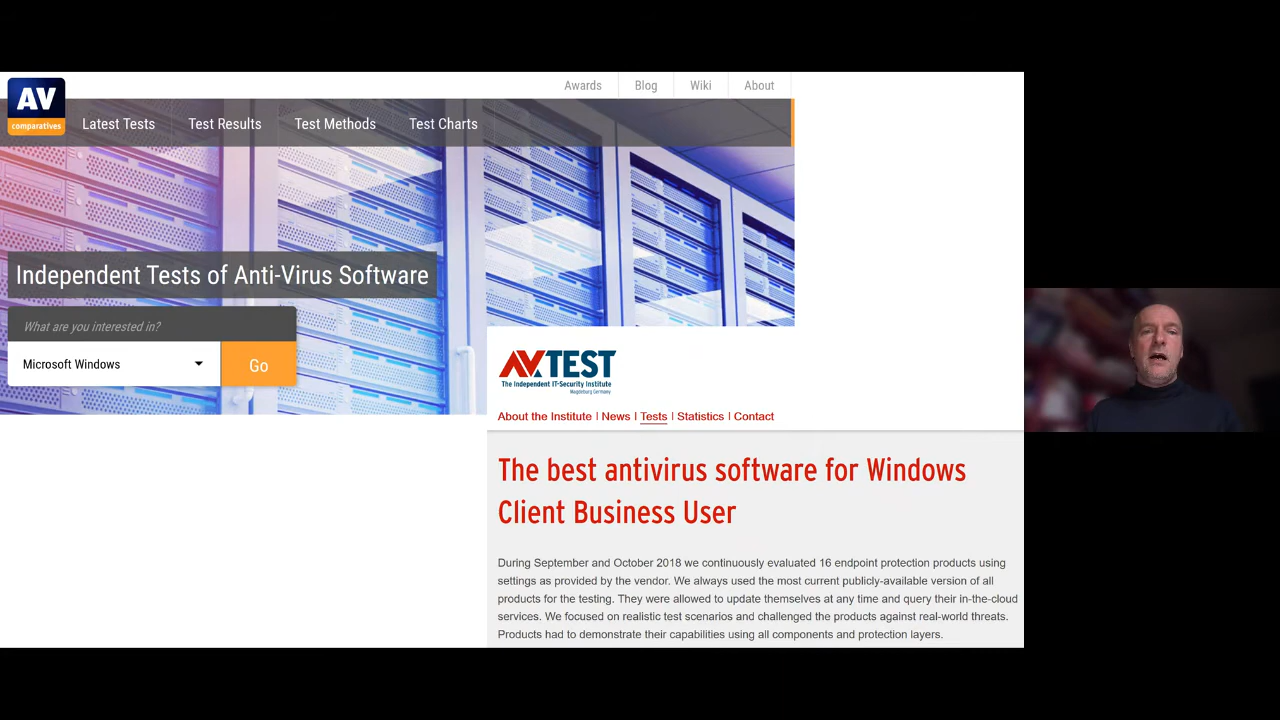 Awards
Blog
Wiki
About
AV
comparatives
Latest Tests
Test Results
Test Methods
Test Charts
Independent Tests of Anti-Virus Software
What are you interested in?
Microsoft Windows
Go
AVTEST
The Independent IT-Security Institute
Magdeburg Germany
About the Institute | News | Tests | Statistics | Contact
The best antivirus software for Windows
Client Business User
During September and October 2018 we continuously evaluated 16 endpoint protection products using
settings as provided by the vendor. We always used the most current publicly-available version of all
products for the testing. They were allowed to update themselves at any time and query their in-the-cloud
services. We focused on realistic test scenarios and challenged the products against real-world threats.
Products had to demonstrate their capabilities using all components and protection layers.